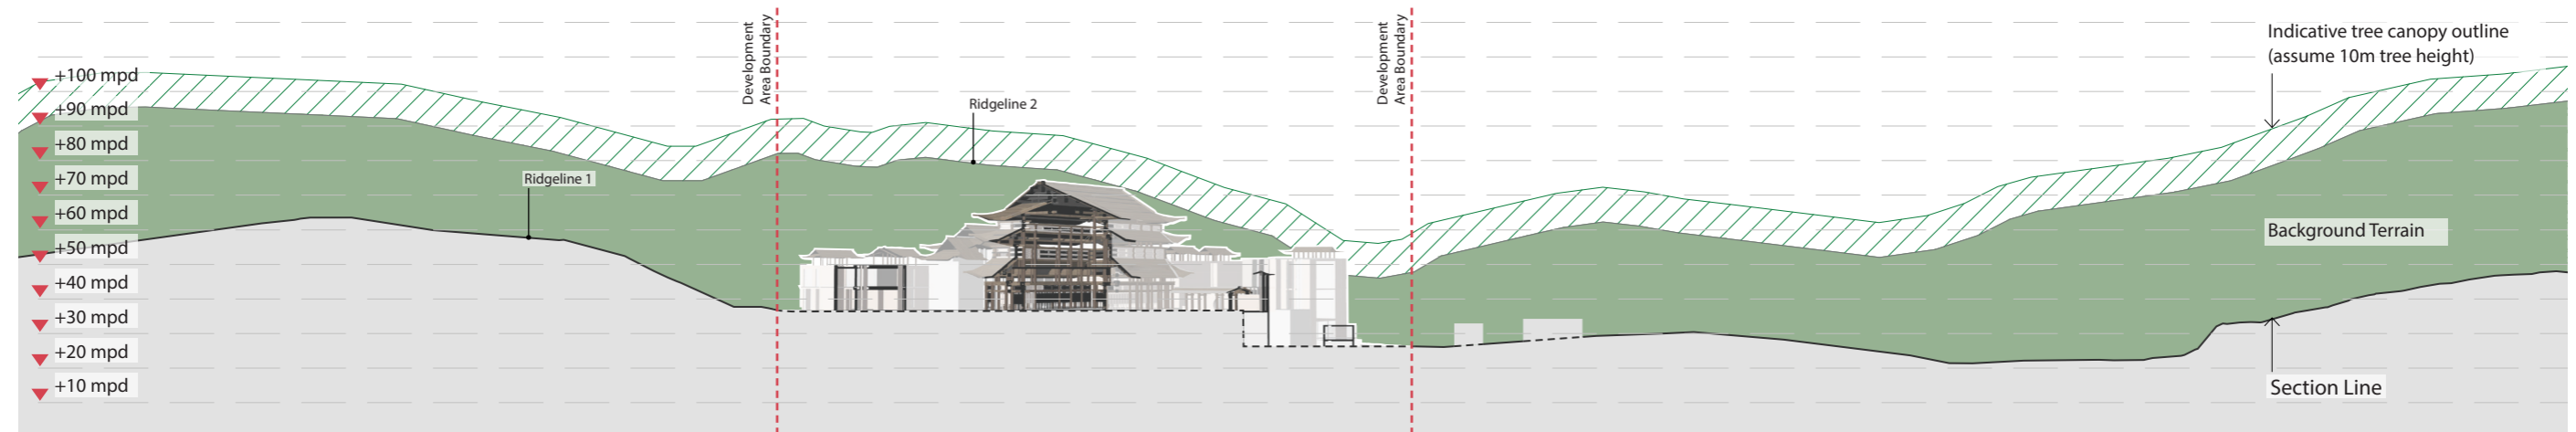 Development
Area Boundary
Development
Area Boundary
Indicative tree canopy outline
(assume 10m tree height)
+100 mpd
+90 mpd
+80 mpd
+70 mpd
+60 mpd
+50 mpd
+40 mpd
+30 mpd
+20 mpd
+10 mpd
Ridgeline 1
Ridgeline 2
Background Terrain
Section Line